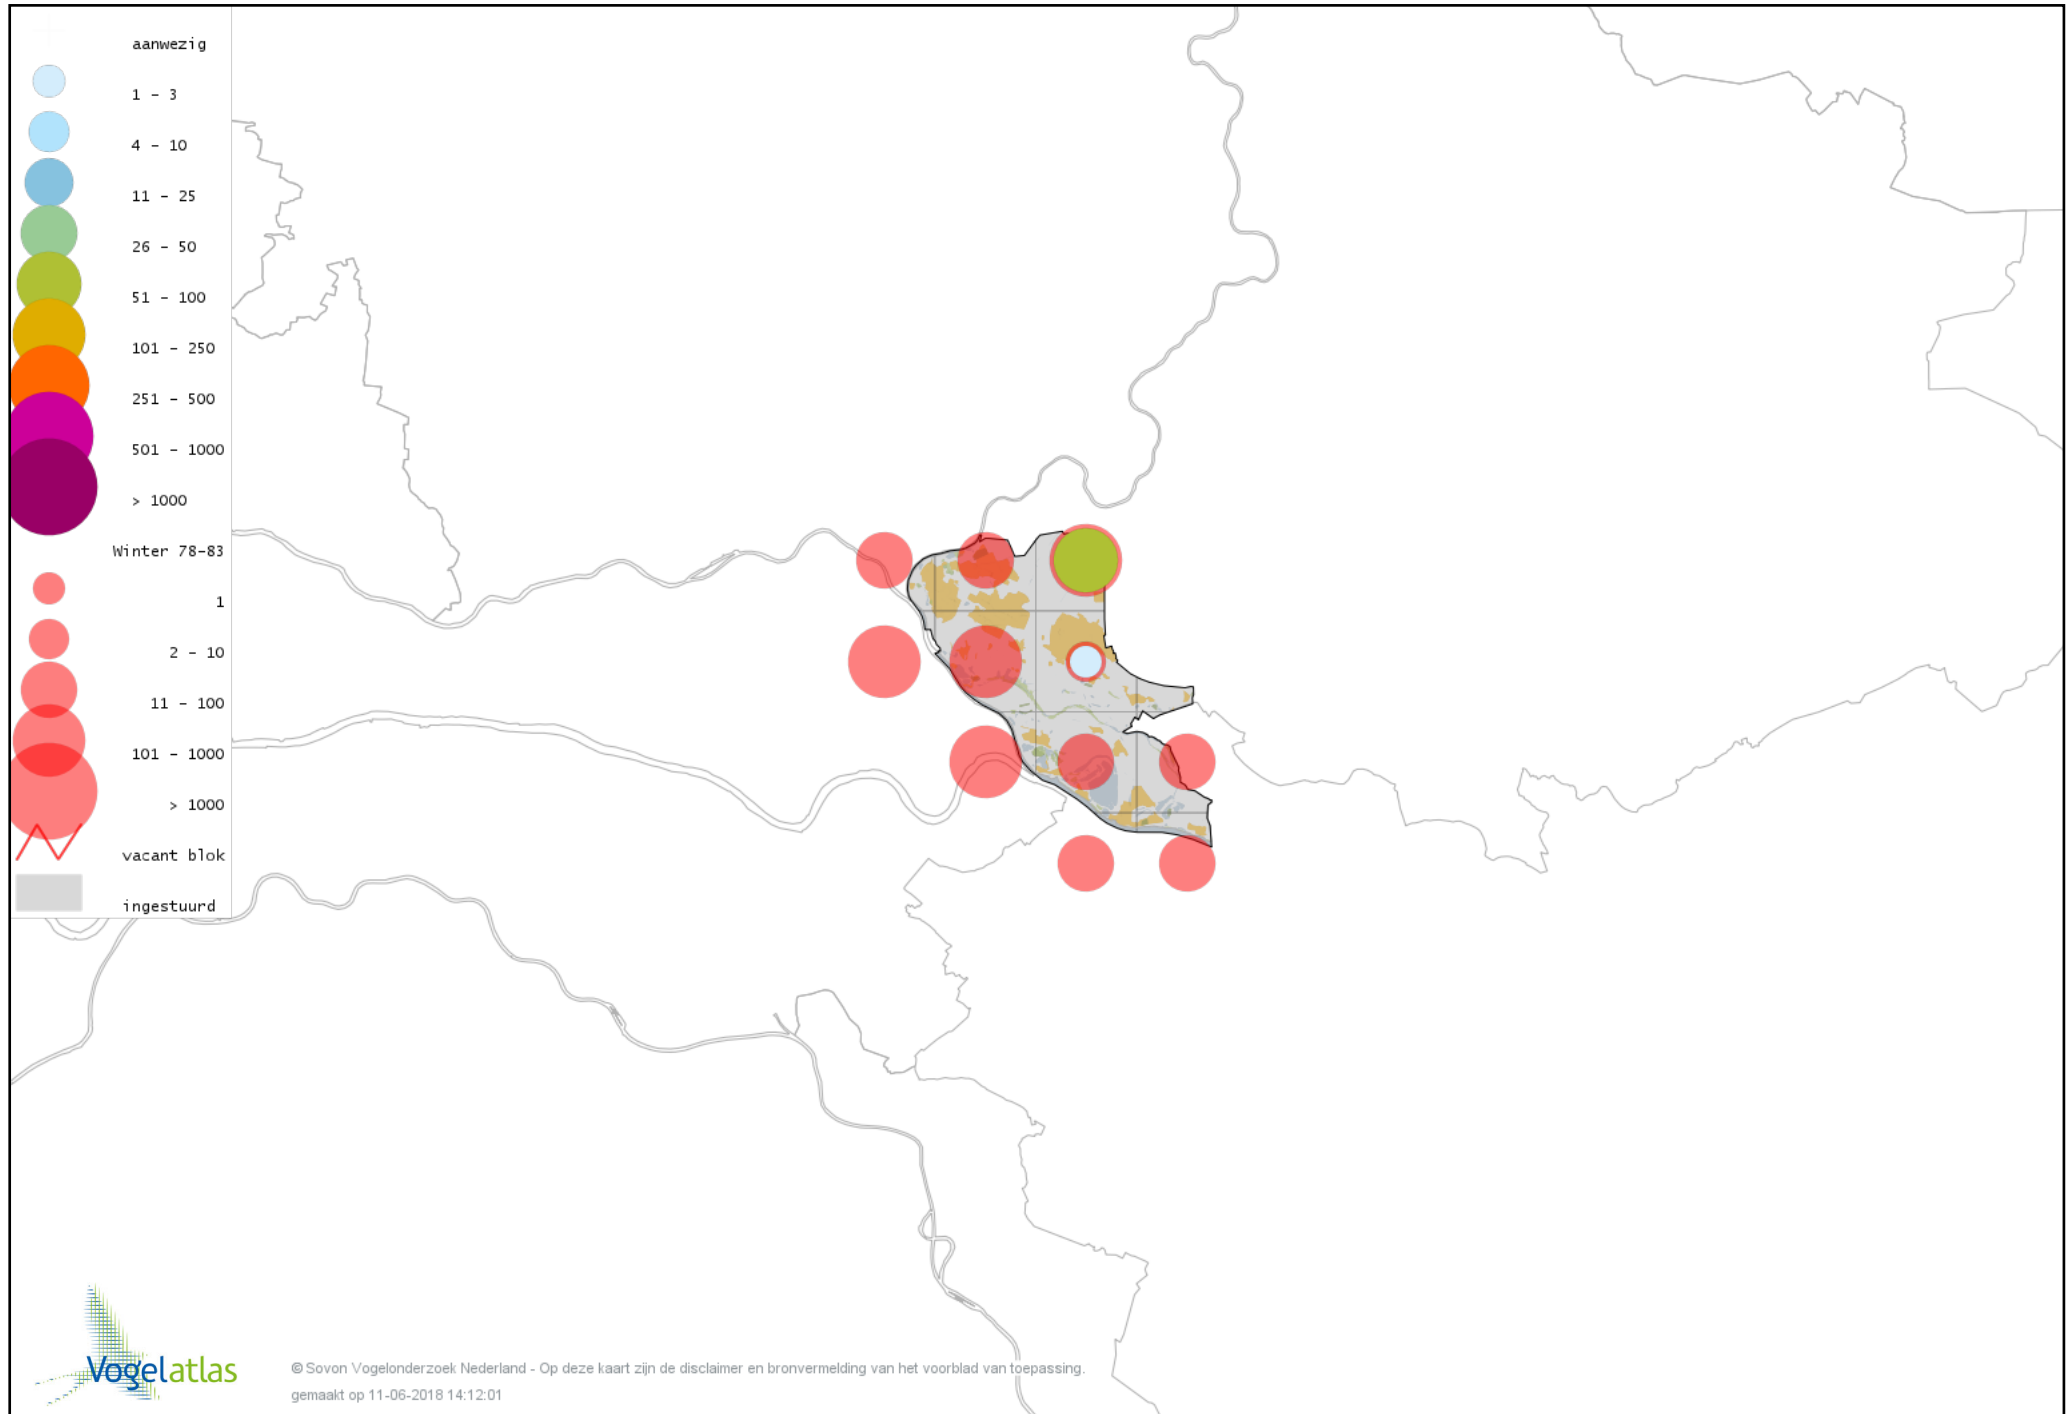 aanwezig
1 - 3
4 - 10
11 - 25
26 - 50
51 - 100
101 - 250
251 - 500
501 - 1000
> 1000
Winter 78-83
1
2 - 10
11 - 100
101 - 1000
> 1000
vacant blok
ingestuurd
Vogelatlas
© Sovon Vogelonderzoek Nederland - Op deze kaart zijn de disclaimer en bronvermelding van het voorblad van toepassing.
gemaakt op 11-06-2018 14:12:01